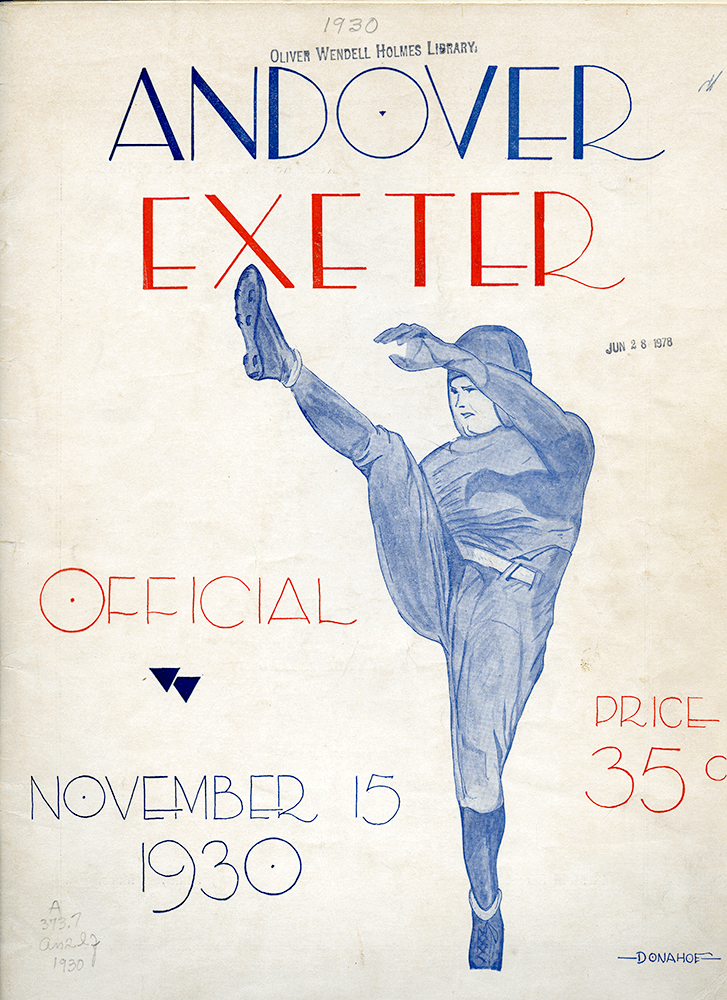 1930
OLIVER WENDELL HOLMES LIBRARY.
ANDOVER
EXETER
JUN 28 1978
OFFICIAL
PRICE
35¢
NOVEMBER 15
1930
A
373.7
1930
DONAHOE